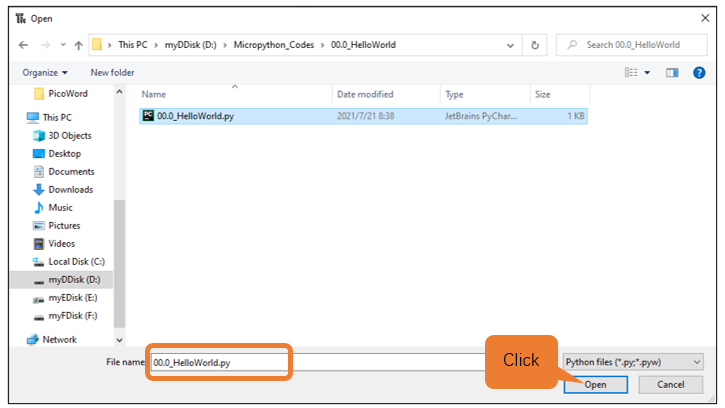 Open
This PC > myDDisk (D:) > Micropython_Codes > 00.0_HelloWorld
Search 00.0_HelloWorld
Organize New folder
Name Date modified Type Size
00.0_HelloWorld.py 2021/7/21 8:38 JetBrains PyChar... 1 KB
PicoWord
This PC
3D Objects
Desktop
Documents
Downloads
Music
Pictures
Videos
Local Disk (C:)
myDDisk (D:)
myEDisk (E:)
myFDisk (F:)
Network
File name 00.0_HelloWorld.py
Click
Python files (*.py;*.pyw)
Open Cancel